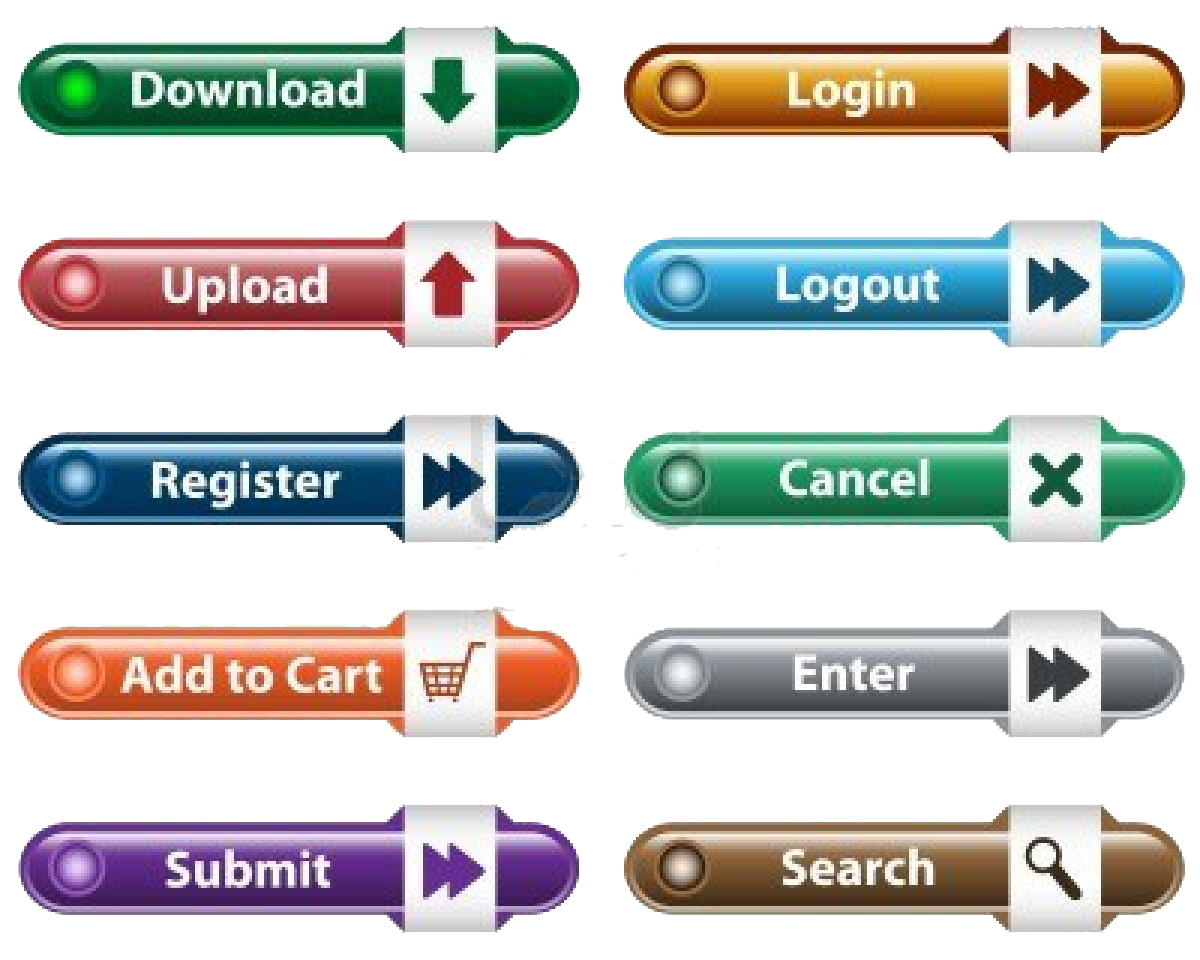 Download
Login
Upload
Logout
Register
Cancel
Add to Cart
Enter
Submit
Search